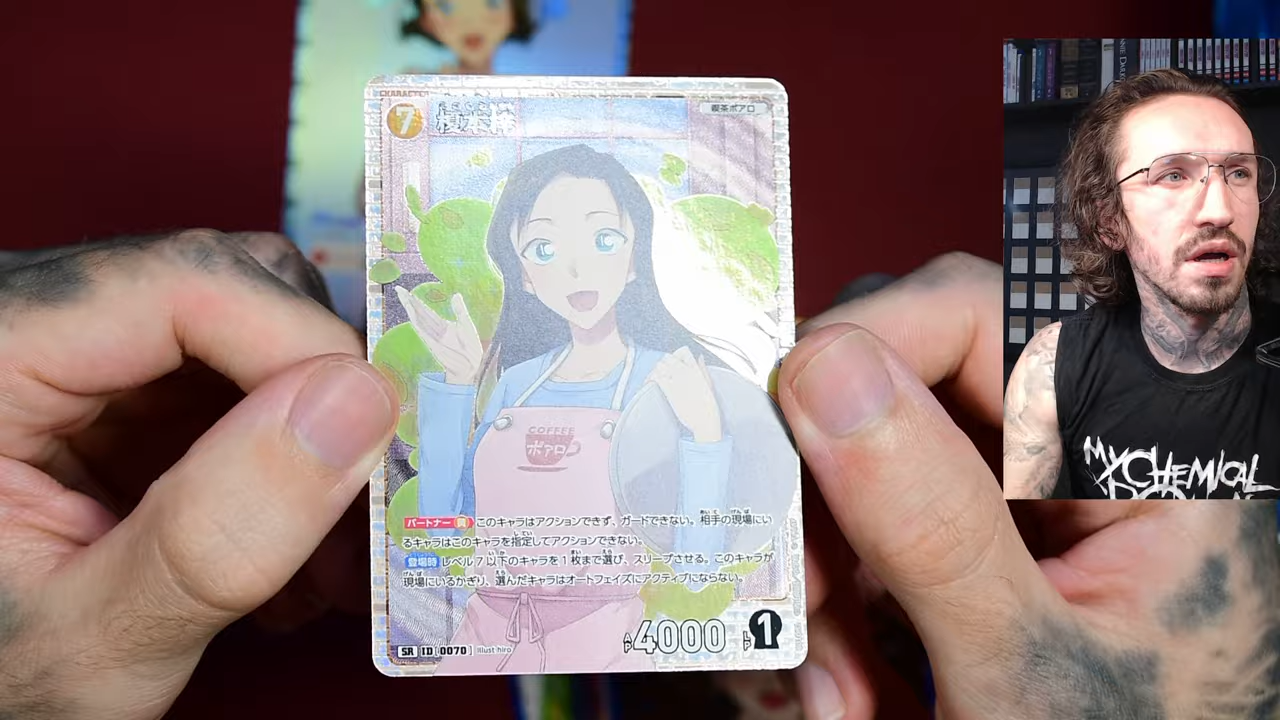 CHARACTER
7
榎本梓
喫茶ポアロ
COFFEE
ポアロ
パートナー 黄 このキャラはアクションできず、ガードできない。相手の現場にい
るキャラはこのキャラを指定してアクションできない。
登場時 レベル7以下のキャラを1枚まで選び、スリープさせる。このキャラが
現場にいるかぎり、選んだキャラはオートフェイズにアクティブにならない。
AP 4000 LP 1
SR ID 0070 Illust hiro
MY CHEMICAL